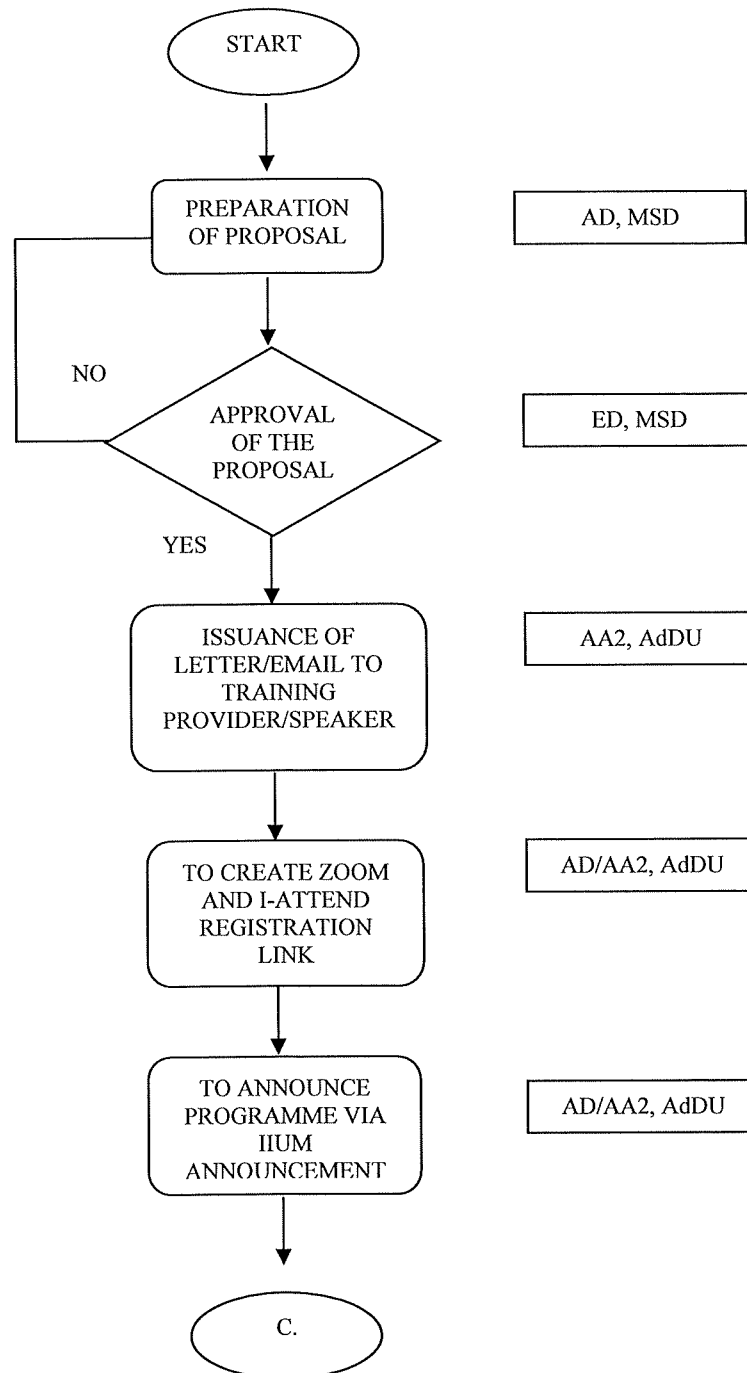 START
PREPARATION
OF PROPOSAL
AD, MSD
NO
APPROVAL
OF THE
PROPOSAL
ED, MSD
YES
ISSUANCE OF
LETTER/EMAIL TO
TRAINING
PROVIDER/SPEAKER
AA2, AdDU
TO CREATE ZOOM
AND I-ATTEND
REGISTRATION
LINK
AD/AA2, AdDU
TO ANNOUNCE
PROGRAMME VIA
IIUM
ANNOUNCEMENT
AD/AA2, AdDU
C.